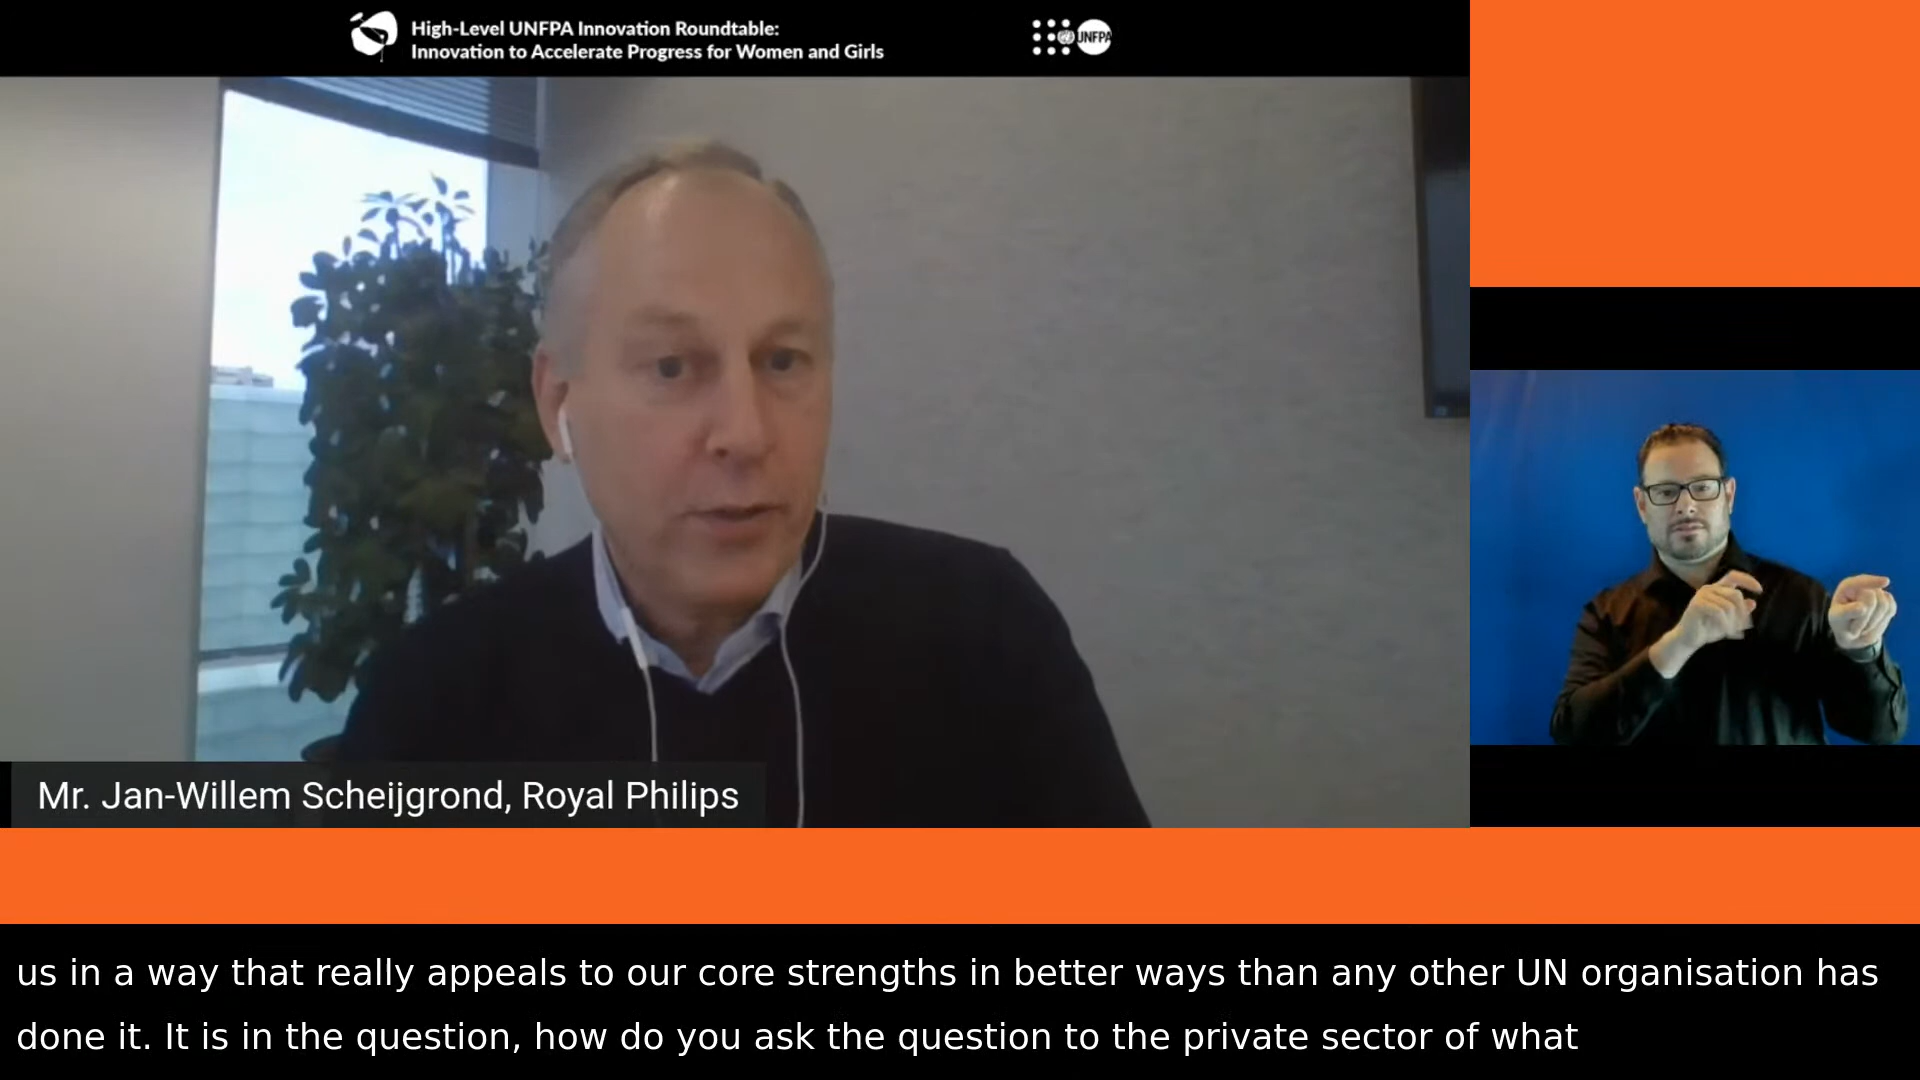 High-Level UNFPA Innovation Roundtable:
Innovation to Accelerate Progress for Women and Girls
UNFPA
Mr. Jan-Willem Scheijgrond, Royal Philips
us in a way that really appeals to our core strengths in better ways than any other UN organisation has
done it. It is in the question, how do you ask the question to the private sector of what